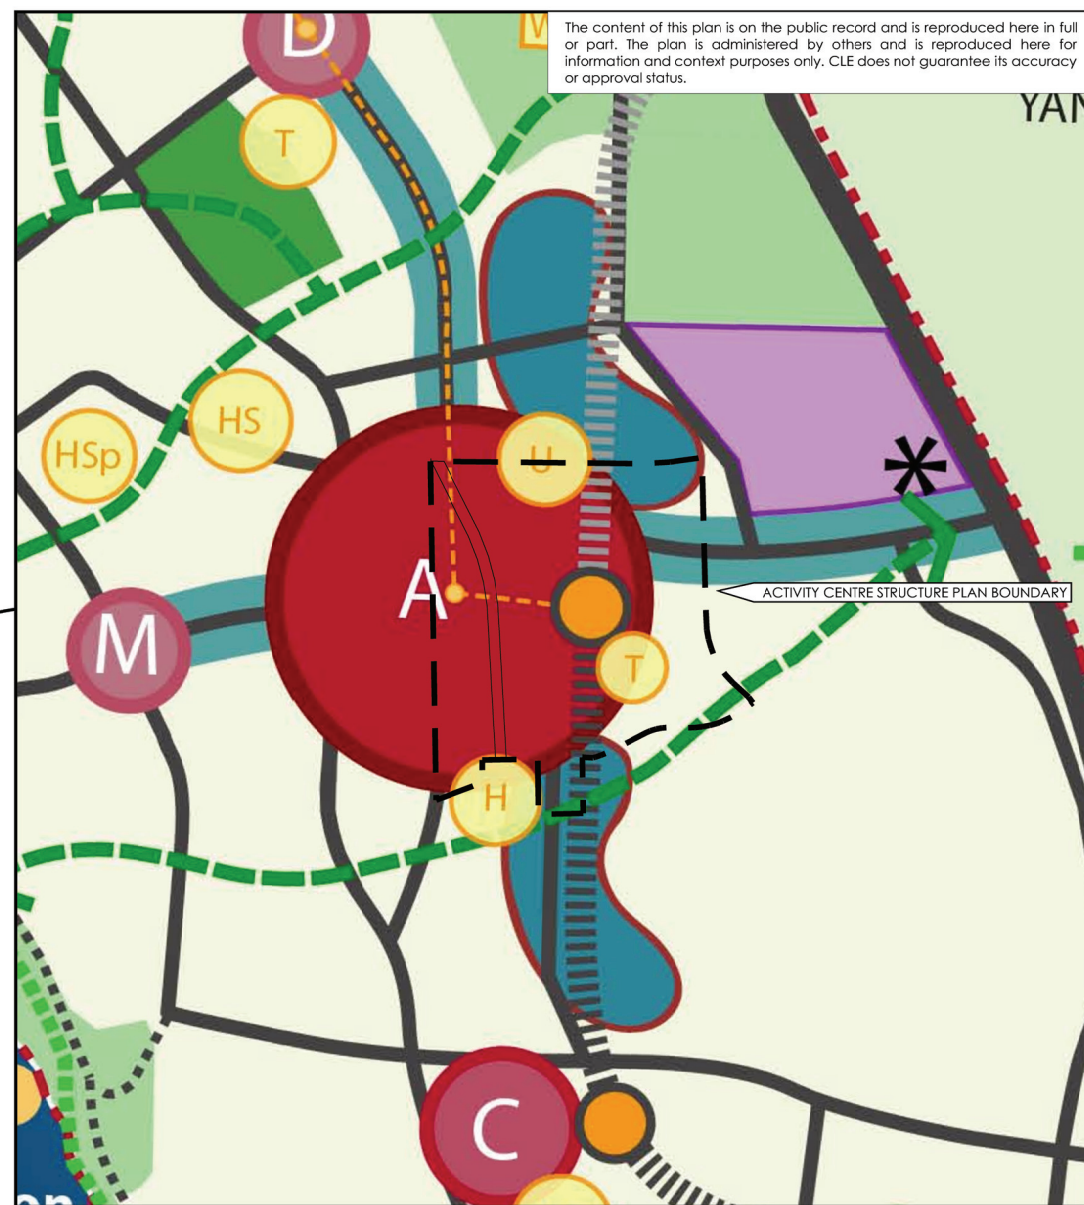 The content of this plan is on the public record and is reproduced here in full
or part. The plan is administered by others and is reproduced here for
information and context purposes only. CLE does not guarantee its accuracy
or approval status.
D
T
HS
HSp
U
A
ACTIVITY CENTRE STRUCTURE PLAN BOUNDARY
M
T
H
C